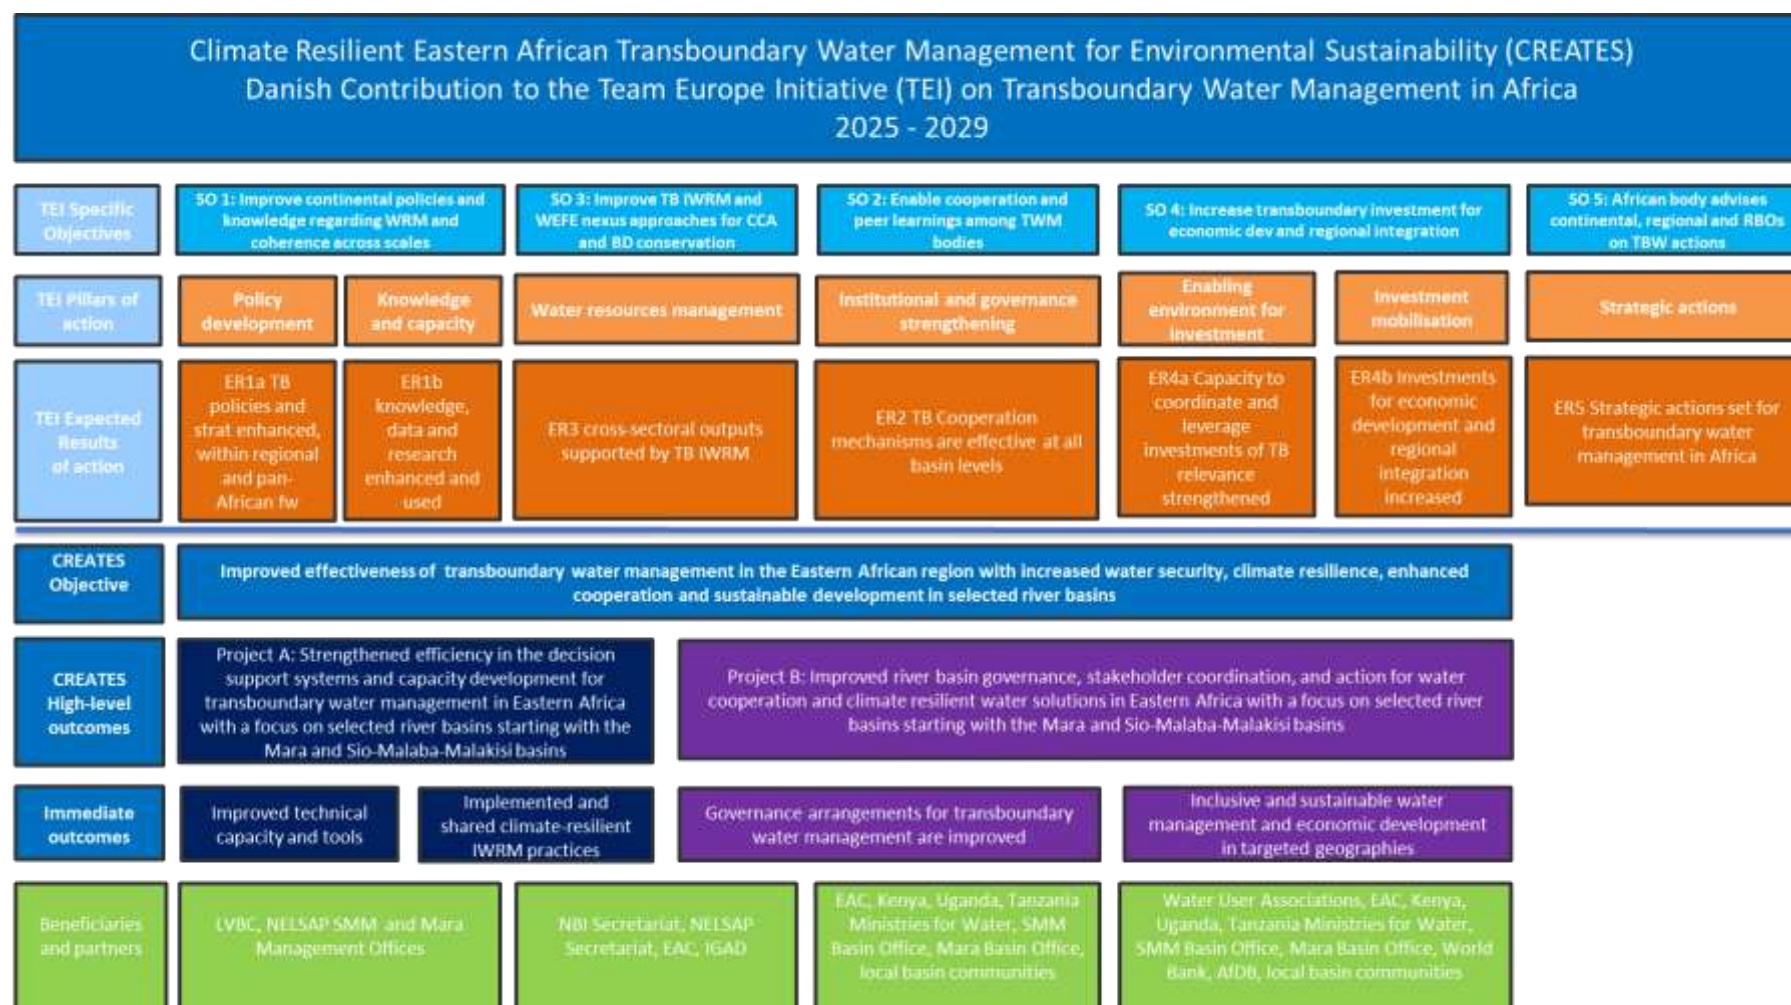 Climate Resilient Eastern African Transboundary Water Management for Environmental Sustainability (CREATES)
Danish Contribution to the Team Europe Initiative (TEI) on Transboundary Water Management in Africa
2025 - 2029
TEI Specific
Objectives
SO 1: Improve continental policies and
knowledge regarding WRM and
coherence across scales
SO 3: Improve TB IWRM and
WEFE nexus approaches for CCA
and BD conservation
SO 2: Enable cooperation and
peer learnings among TWM
bodies
SO 4: Increase transboundary investment for
economic dev and regional integration
SO 5: African body advises
continental, regional and RBOs
on TBW actions
TEI Pillars of
action
Policy
development
Knowledge
and capacity
Water resources management
Institutional and governance
strengthening
Enabling
environment for
investment
Investment
mobilisation
Strategic actions
TEI Expected
Results
of action
ER1a TB
policies and
strat enhanced,
within regional
and pan-
African fw
ER1b
knowledge,
data and
research
enhanced and
used
ER3 cross-sectoral outputs
supported by TB IWRM
ER2 TB Cooperation
mechanisms are effective at all
basin levels
ER4a Capacity to
coordinate and
leverage
investments of TB
relevance
strengthened
ER4b Investments
for economic
development and
regional
integration
increased
ER5 Strategic actions set for
transboundary water
management in Africa
CREATES
Objective
Improved effectiveness of transboundary water management in the Eastern African region with increased water security, climate resilience, enhanced
cooperation and sustainable development in selected river basins
CREATES
High-level
outcomes
Project A: Strengthened efficiency in the decision
support systems and capacity development for
transboundary water management in Eastern Africa
with a focus on selected river basins starting with the
Mara and Sio-Malaba-Malakisi basins
Project B: Improved river basin governance, stakeholder coordination, and action for water
cooperation and climate resilient water solutions in Eastern Africa with a focus on selected river
basins starting with the Mara and Sio-Malaba-Malakisi basins
Immediate
outcomes
Improved technical
capacity and tools
Implemented and
shared climate-resilient
IWRM practices
Governance arrangements for transboundary
water management are improved
Inclusive and sustainable water
management and economic development
in targeted geographies
Beneficiaries
and partners
LVBC, NELSAP SMM and Mara
Management Offices
NBI Secretariat, NELSAP
Secretariat, EAC, IGAD
EAC, Kenya, Uganda, Tanzania
Ministries for Water, SMM
Basin Office, Mara Basin Office,
local basin communities
Water User Associations, EAC, Kenya,
Uganda, Tanzania Ministries for Water,
SMM Basin Office, Mara Basin Office, World
Bank, AfDB, local basin communities